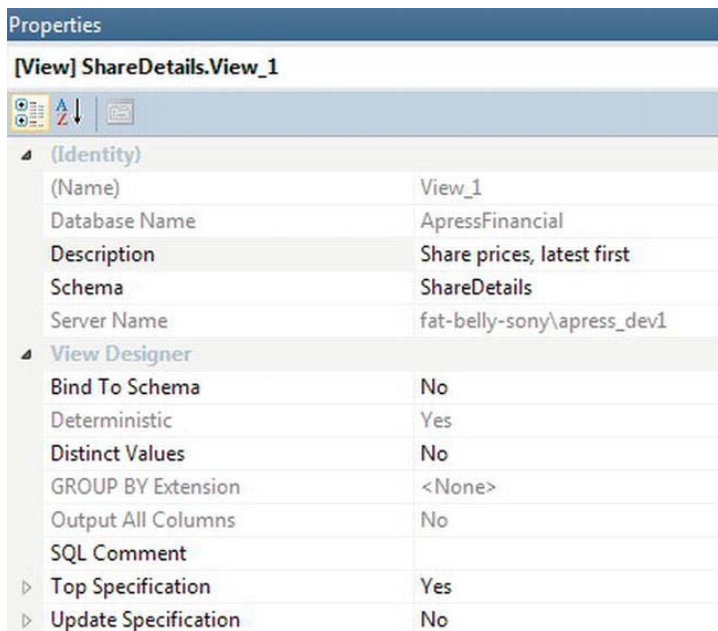 Properties
[View] ShareDetails.View_1
(Identity)
(Name) View_1
Database Name ApressFinancial
Description Share prices, latest first
Schema ShareDetails
Server Name fat-belly-sony\apress_dev1
View Designer
Bind To Schema No
Deterministic Yes
Distinct Values No
GROUP BY Extension <None>
Output All Columns No
SQL Comment
Top Specification Yes
Update Specification No